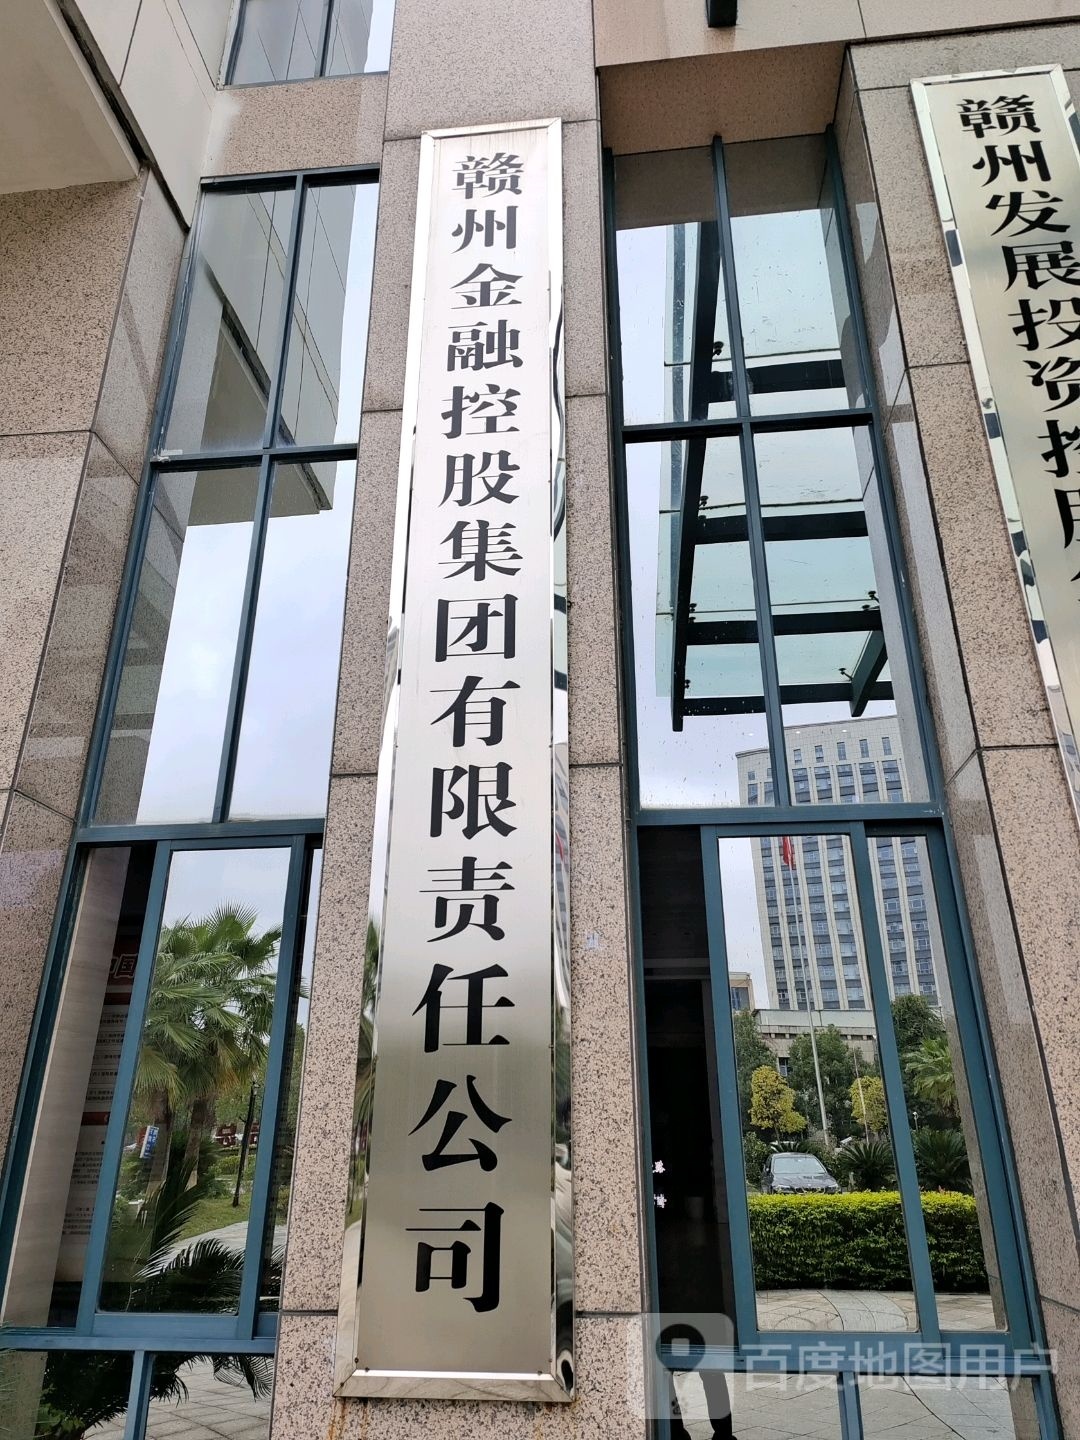 赣州金融控股集团有限责任公司
赣州发展投资控股
百度地图用户